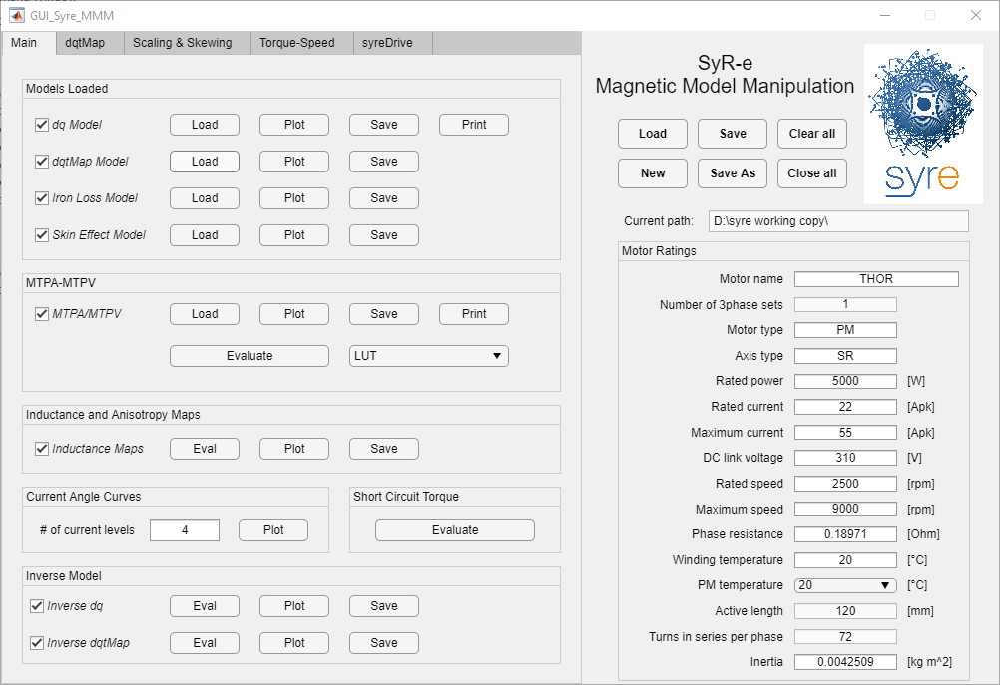 GUI_Syre_MMM
Main dqtMap Scaling & Skewing Torque-Speed syreDrive
Models Loaded
dq Model Load Plot Save Print
dqtMap Model Load Plot Save
Iron Loss Model Load Plot Save
Skin Effect Model Load Plot Save
MTPA-MTPV
MTPA/MTPV Load Plot Save Print
Evaluate LUT
Inductance and Anisotropy Maps
Inductance Maps Eval Plot Save
Current Angle Curves
# of current levels 4 Plot
Short Circuit Torque
Evaluate
Inverse Model
Inverse dq Eval Plot Save
Inverse dqtMap Eval Plot Save
SyR-e
Magnetic Model Manipulation
Load Save Clear all
New Save As Close all
syre
Current path: D:\syre working copy\
Motor Ratings
Motor name THOR
Number of 3phase sets 1
Motor type PM
Axis type SR
Rated power 5000 [W]
Rated current 22 [Apk]
Maximum current 55 [Apk]
DC link voltage 310 [V]
Rated speed 2500 [rpm]
Maximum speed 9000 [rpm]
Phase resistance 0.18971 [Ohm]
Winding temperature 20 [°C]
PM temperature 20 [°C]
Active length 120 [mm]
Turns in series per phase 72
Inertia 0.0042509 [kg m^2]